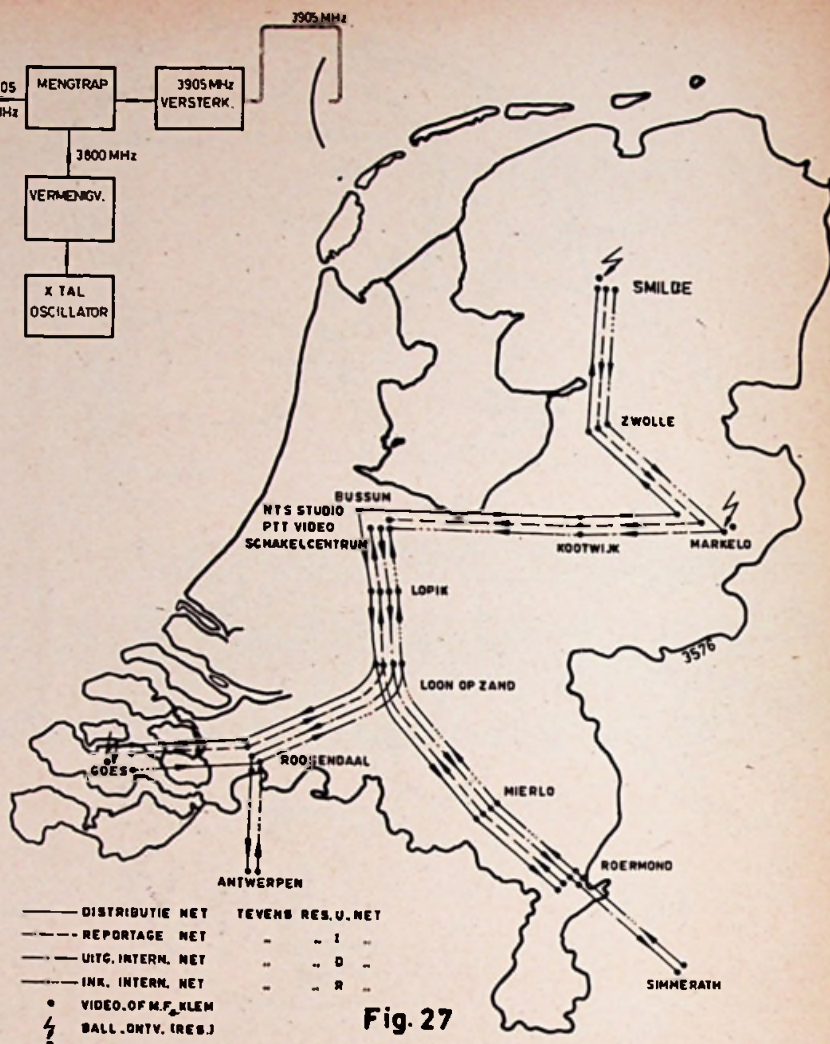 3905 MHz
05
MHz
MENGTRAP
3905 MHz
VERSTERK.
3800 MHz
VERMENIGV.
X TAL
OSCILLATOR
SMILDE
ZWOLLE
BUSSUM
NTS STUDIO
PTT VIDEO
SCHAKELCENTRUM
KOOTWIJK
MARKELO
LOPIK
3576
LOON OP ZAND
GOES
ROOSENDAAL
MIERLO
ROERMOND
ANTWERPEN
SIMMERATH
DISTRIBUTIE NET TEVENS RES. U. NET
REPORTAGE NET " " I "
UITG. INTERN. NET " " D "
INK. INTERN. NET " " R "
VIDEO. OF M.F. KLEM
BALL. ONTV. (RES.)
Fig. 27